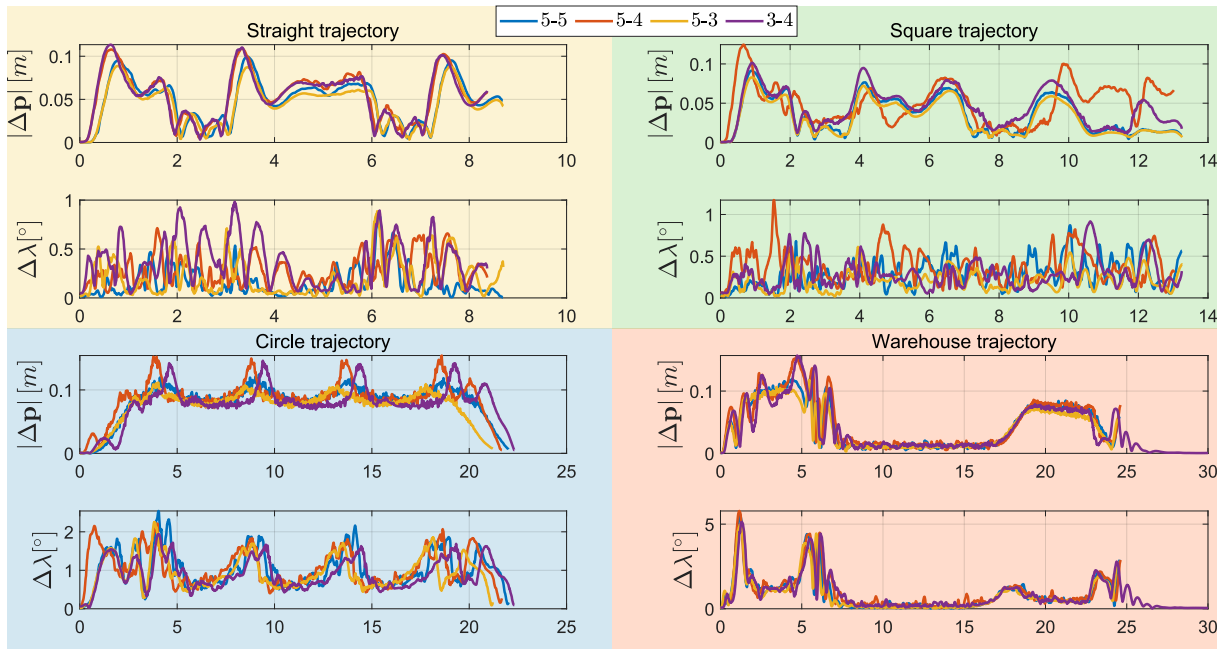 5-5 5-4 5-3 3-4
Straight trajectory
|Δp| [m]
0.1
0.05
0
0 2 4 6 8 10
Δλ[°]
1
0.5
0
0 2 4 6 8 10
Square trajectory
|Δp| [m]
0.1
0.05
0
0 2 4 6 8 10 12 14
Δλ[°]
1
0.5
0
0 2 4 6 8 10 12 14
Circle trajectory
|Δp| [m]
0.1
0
0 5 10 15 20 25
Δλ[°]
2
1
0
0 5 10 15 20 25
Warehouse trajectory
|Δp| [m]
0.1
0
0 5 10 15 20 25 30
Δλ[°]
5
0
0 5 10 15 20 25 30